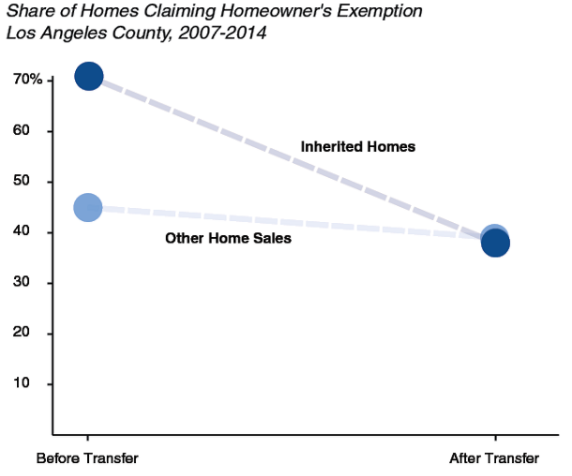 Share of Homes Claiming Homeowner's Exemption
Los Angeles County, 2007-2014
70%
60
Inherited Homes
50
40
Other Home Sales
30
20
10
Before Transfer
After Transfer